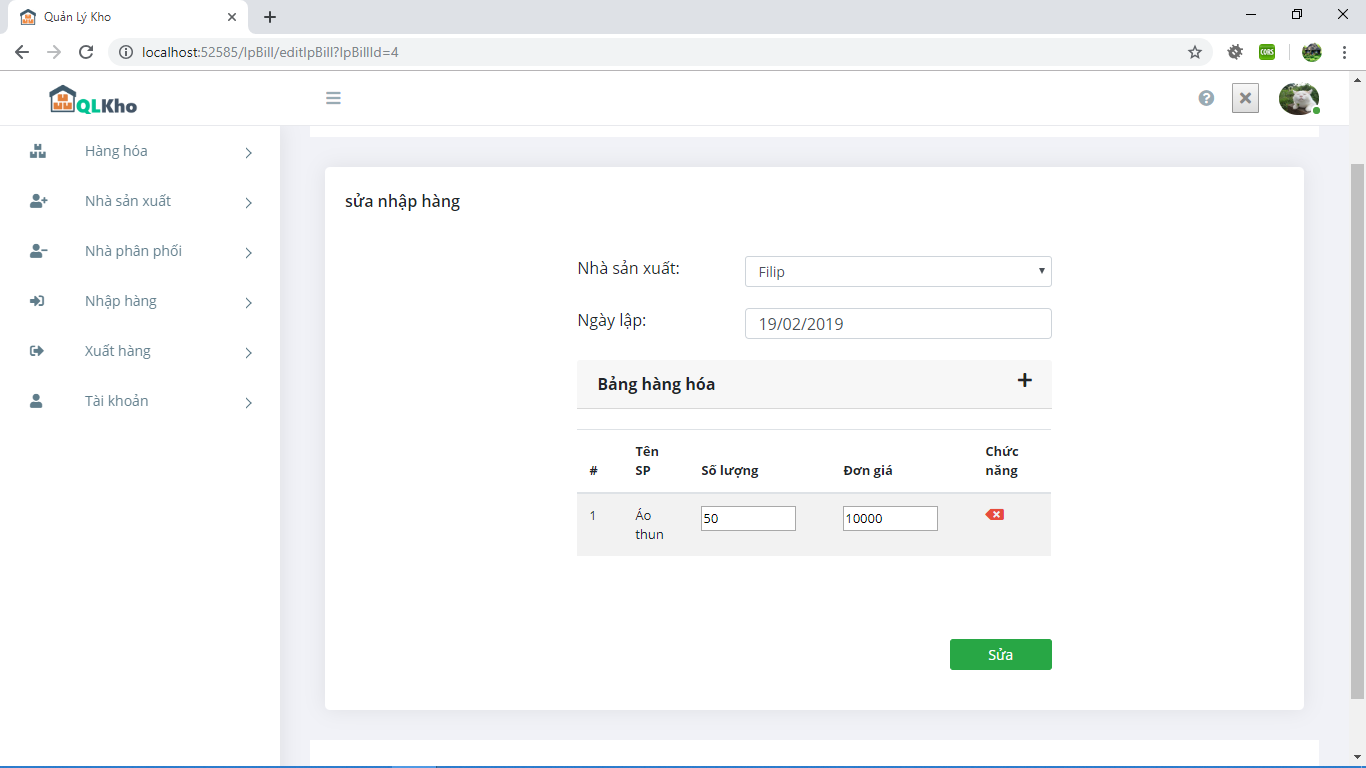 Quản Lý Kho
localhost:52585/IpBill/editIpBill?IpBillId=4
CORS
QLKho
Hàng hóa
Nhà sản xuất
Nhà phân phối
Nhập hàng
Xuất hàng
Tài khoản
sửa nhập hàng
Nhà sản xuất: Filip
Ngày lập: 19/02/2019
Bảng hàng hóa
# Tên SP Số lượng Đơn giá Chức năng
1 Áo thun 50 10000
Sửa